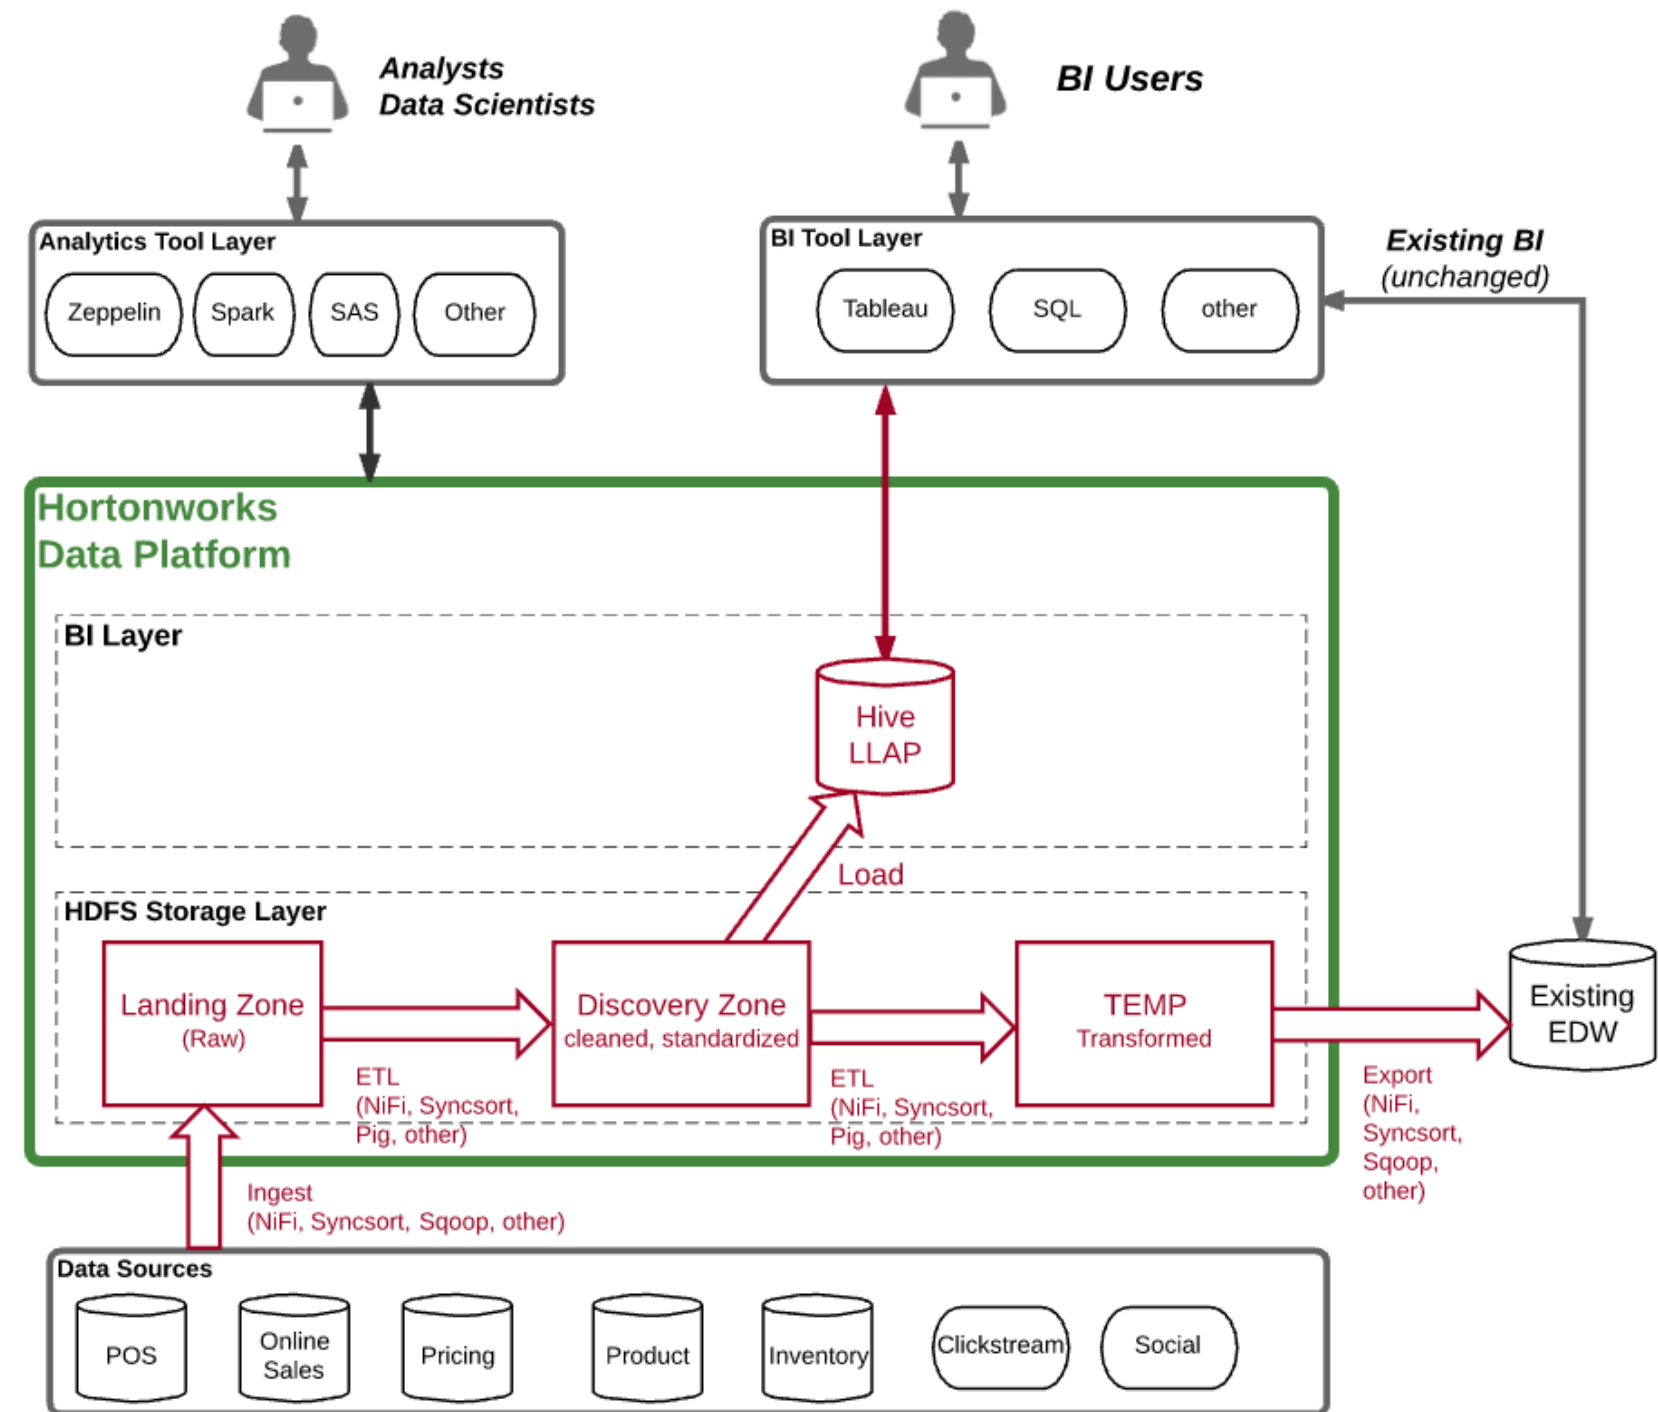 Analysts
Data Scientists
BI Users
Analytics Tool Layer
Zeppelin
Spark
SAS
Other
BI Tool Layer
Tableau
SQL
other
Existing BI
(unchanged)
Hortonworks
Data Platform
BI Layer
Hive
LLAP
Load
HDFS Storage Layer
Landing Zone
(Raw)
ETL
(NiFi, Syncsort,
Pig, other)
Discovery Zone
cleaned, standardized
ETL
(NiFi, Syncsort,
Pig, other)
TEMP
Transformed
Existing
EDW
Export
(NiFi,
Syncsort,
Sqoop,
other)
Ingest
(NiFi, Syncsort, Sqoop, other)
Data Sources
POS
Online
Sales
Pricing
Product
Inventory
Clickstream
Social